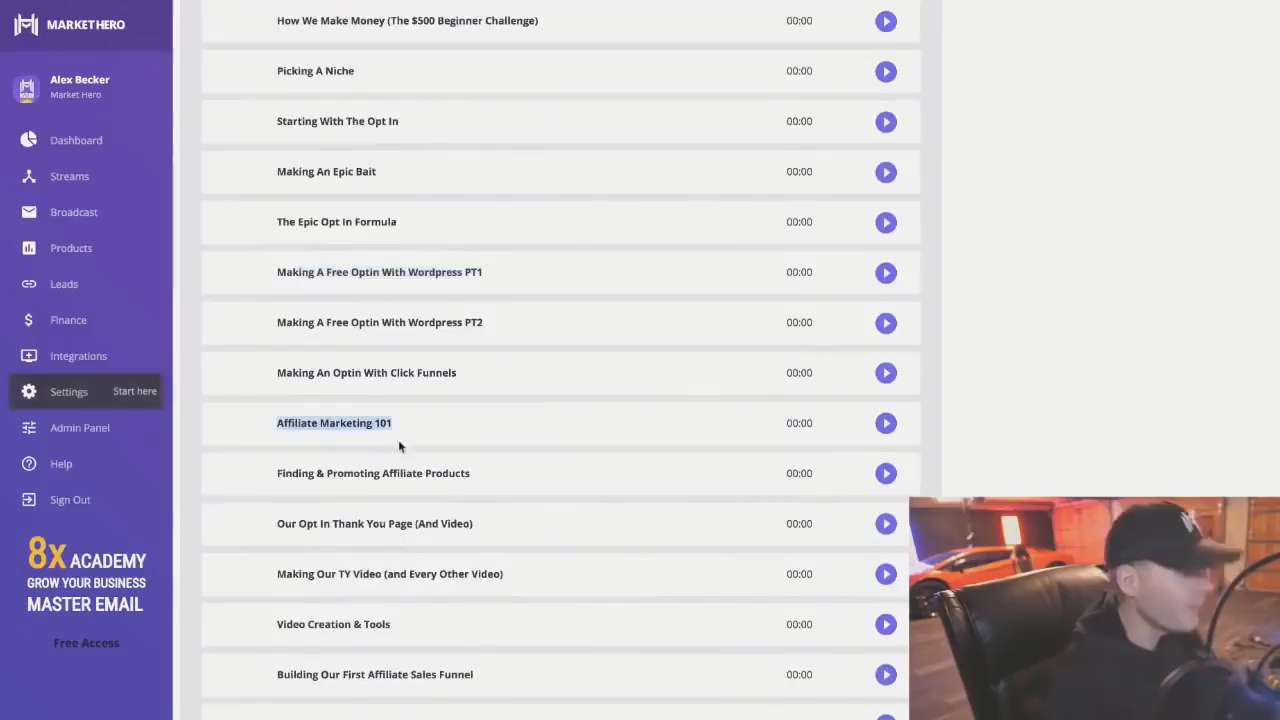 MARKETHERO
Alex Becker
Market Hero
Dashboard
Streams
Broadcast
Products
Leads
Finance
Integrations
Settings Start here
Admin Panel
Help
Sign Out
8x ACADEMY
GROW YOUR BUSINESS
MASTER EMAIL
Free Access
How We Make Money (The $500 Beginner Challenge) 00:00
Picking A Niche 00:00
Starting With The Opt In 00:00
Making An Epic Bait 00:00
The Epic Opt In Formula 00:00
Making A Free Optin With Wordpress PT1 00:00
Making A Free Optin With Wordpress PT2 00:00
Making An Optin With Click Funnels 00:00
Affiliate Marketing 101 00:00
Finding & Promoting Affiliate Products 00:00
Our Opt In Thank You Page (And Video) 00:00
Making Our TY Video (and Every Other Video) 00:00
Video Creation & Tools 00:00
Building Our First Affiliate Sales Funnel 00:00